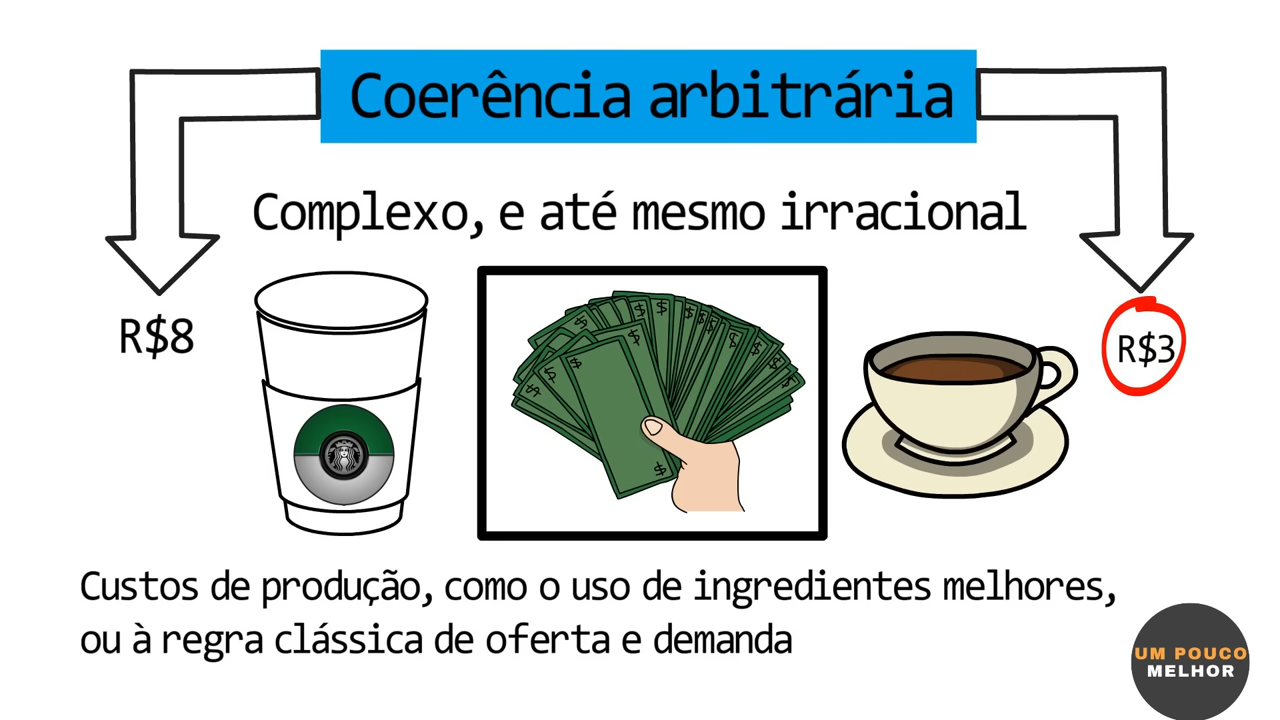 Coerência arbitrária
Complexo, e até mesmo irracional
R$8
R$3
Custos de produção, como o uso de ingredientes melhores,
ou à regra clássica de oferta e demanda
UM POUCO
MELHOR